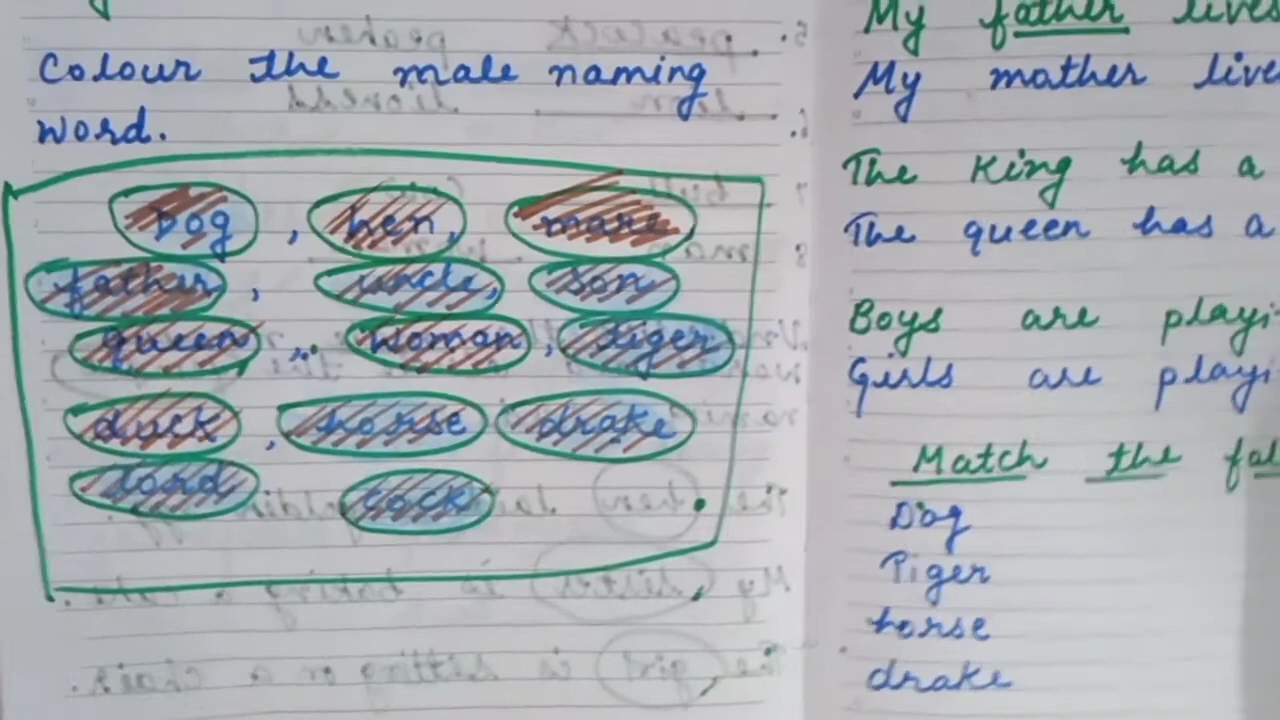 Colour the male naming
word.
Dog, hen, mare
father, uncle, son
queen, woman, tiger
duck, horse, drake
lord cock.
My father lives
My mather live
The King has a
The queen has a
Boys are playi
Girls are playi
Match the fal
Dog
Tiger
horse
drake